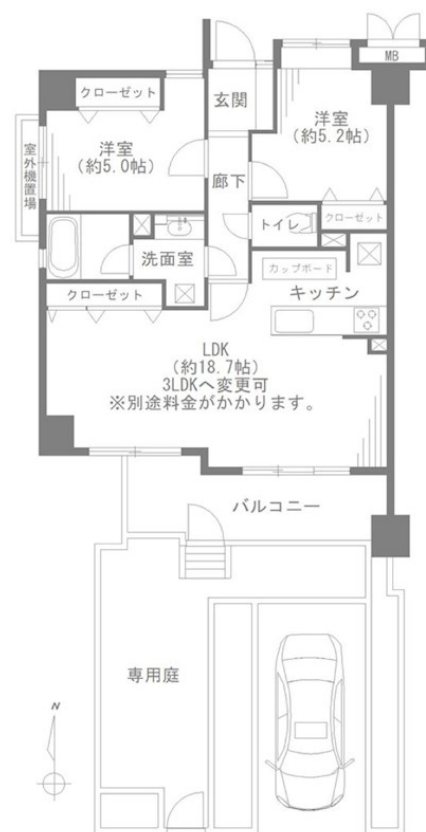 MB
クローゼット
玄関
洋室
(約5.2帖)
洋室
(約5.0帖)
室外機置場
廊下
トイレ
クローゼット
洗面室
カップボード
キッチン
クローゼット
LDK
(約18.7帖)
3LDKへ変更可
※別途料金がかかります。
バルコニー
専用庭
N